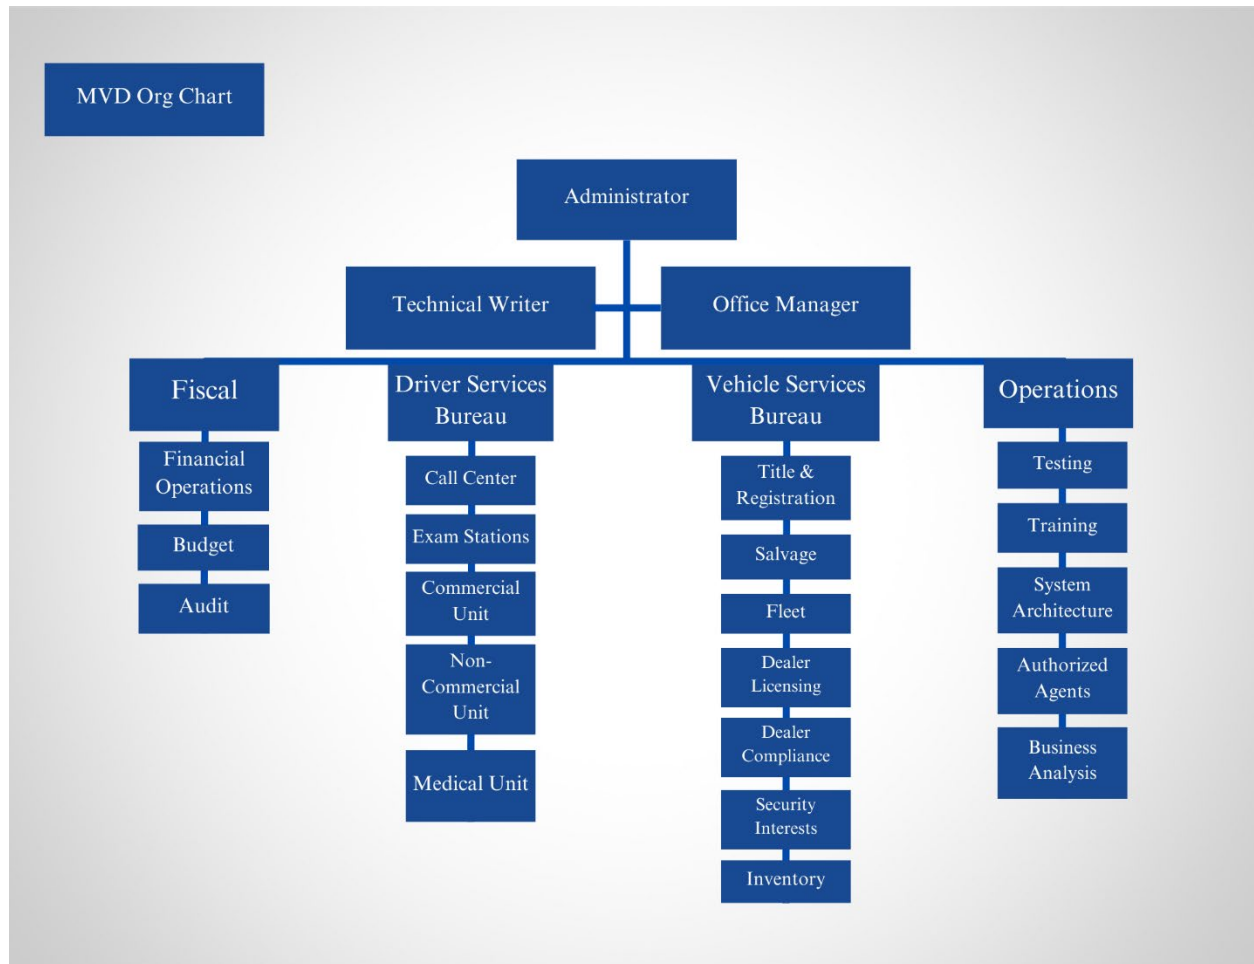 MVD Org Chart
Administrator
Technical Writer
Office Manager
Fiscal
Financial
Operations
Budget
Audit
Driver Services
Bureau
Call Center
Exam Stations
Commercial
Unit
Non-
Commercial
Unit
Medical Unit
Vehicle Services
Bureau
Title &
Registration
Salvage
Fleet
Dealer
Licensing
Dealer
Compliance
Security
Interests
Inventory
Operations
Testing
Training
System
Architecture
Authorized
Agents
Business
Analysis